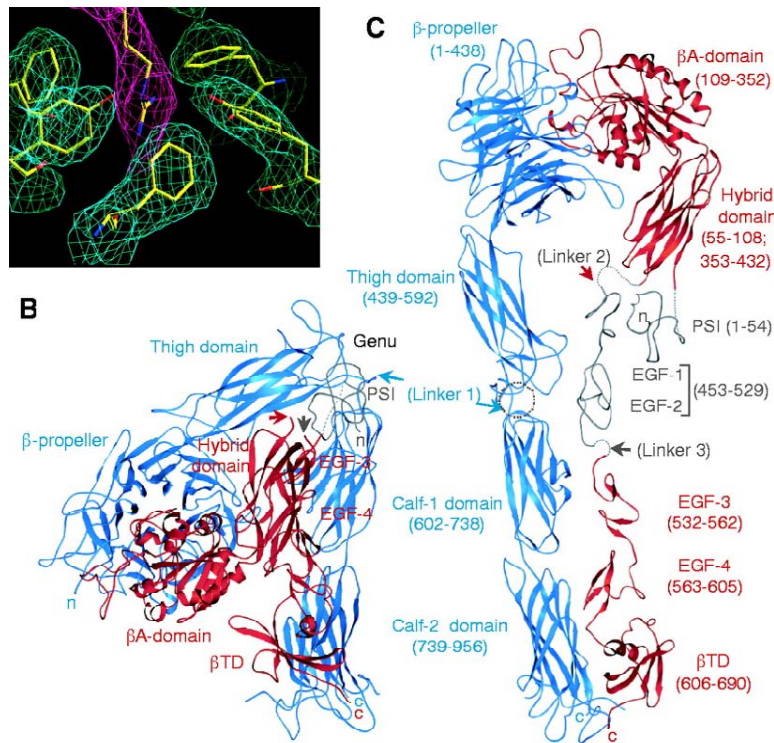 C
β-propeller
(1-438)
βA-domain
(109-352)
Hybrid
domain
(55-108;
353-432)
(Linker 2)
Thigh domain
(439-592)
n
PSI (1-54)
EGF-1
EGF-2
(453-529)
(Linker 1)
(Linker 3)
Calf-1 domain
(602-738)
EGF-3
(532-562)
EGF-4
(563-605)
Calf-2 domain
(739-956)
βTD
(606-690)
c
c
B
Genu
Thigh domain
PSI
β-propeller
Hybrid
domain
n
EGF-3
EGF-4
n
βA-domain
βTD
c
c